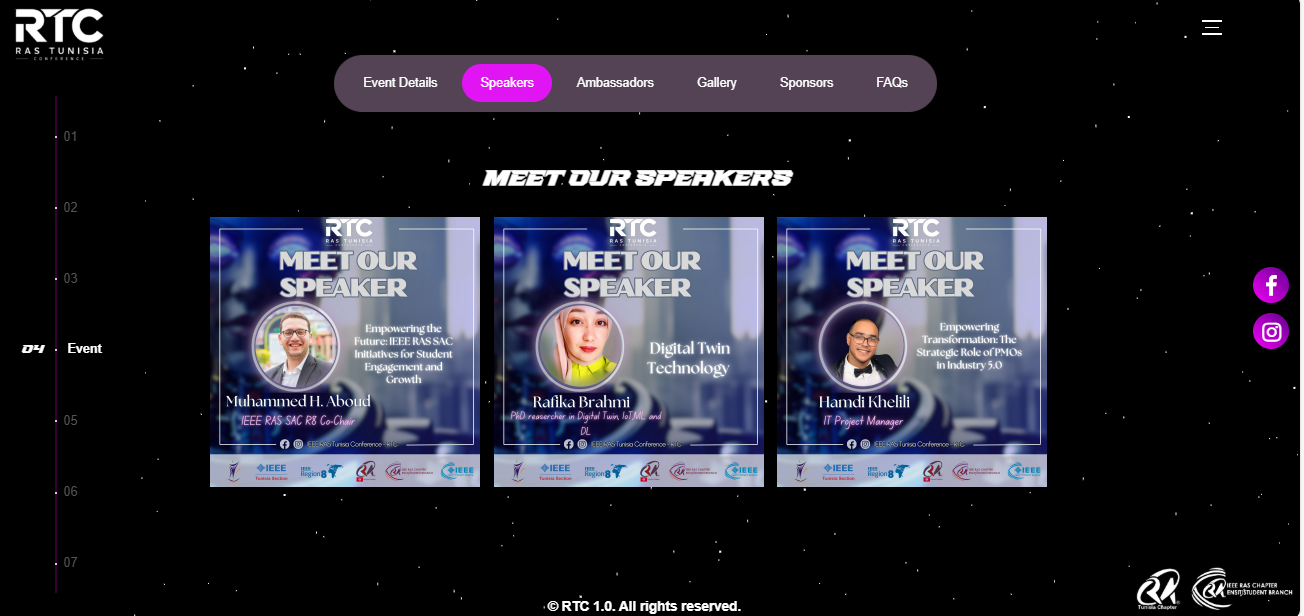 RTC
RAS TUNISIA
CONFERENCE
Event Details
Speakers
Ambassadors
Gallery
Sponsors
FAQs
01
02
03
04
Event
05
06
07
MEET OUR SPEAKERS
RTC
RAS TUNISIA
MEET OUR
SPEAKER
Empowering the
Future: IEEE RAS SAC
Initiatives for Student
Engagement and
Growth
Muhammed H. Aboud
IEEE RAS SAC R8 Co-Chair
IEEE RAS Tunisia Conference - RTC
IEEE
Tunisia Section
IEEE
Region 8
IEEE
RTC
RAS TUNISIA
MEET OUR
SPEAKER
Digital Twin
Technology
Rafika Brahmi
PhD reasercher in Digital Twin, IoT,ML and
DL
IEEE RAS Tunisia Conference - RTC
IEEE
Tunisia Section
IEEE
Region 8
IEEE
RTC
RAS TUNISIA
MEET OUR
SPEAKER
Empowering
Transformation: The
Strategic Role of PMOs
in Industry 5.0
Hamdi Khelili
IT Project Manager
IEEE RAS Tunisia Conference - RTC
IEEE
Tunisia Section
IEEE
Region 8
IEEE
© RTC 1.0. All rights reserved.
Tunisia Chapter
IEEE RAS CHAPTER
ENSIT STUDENT BRANCH